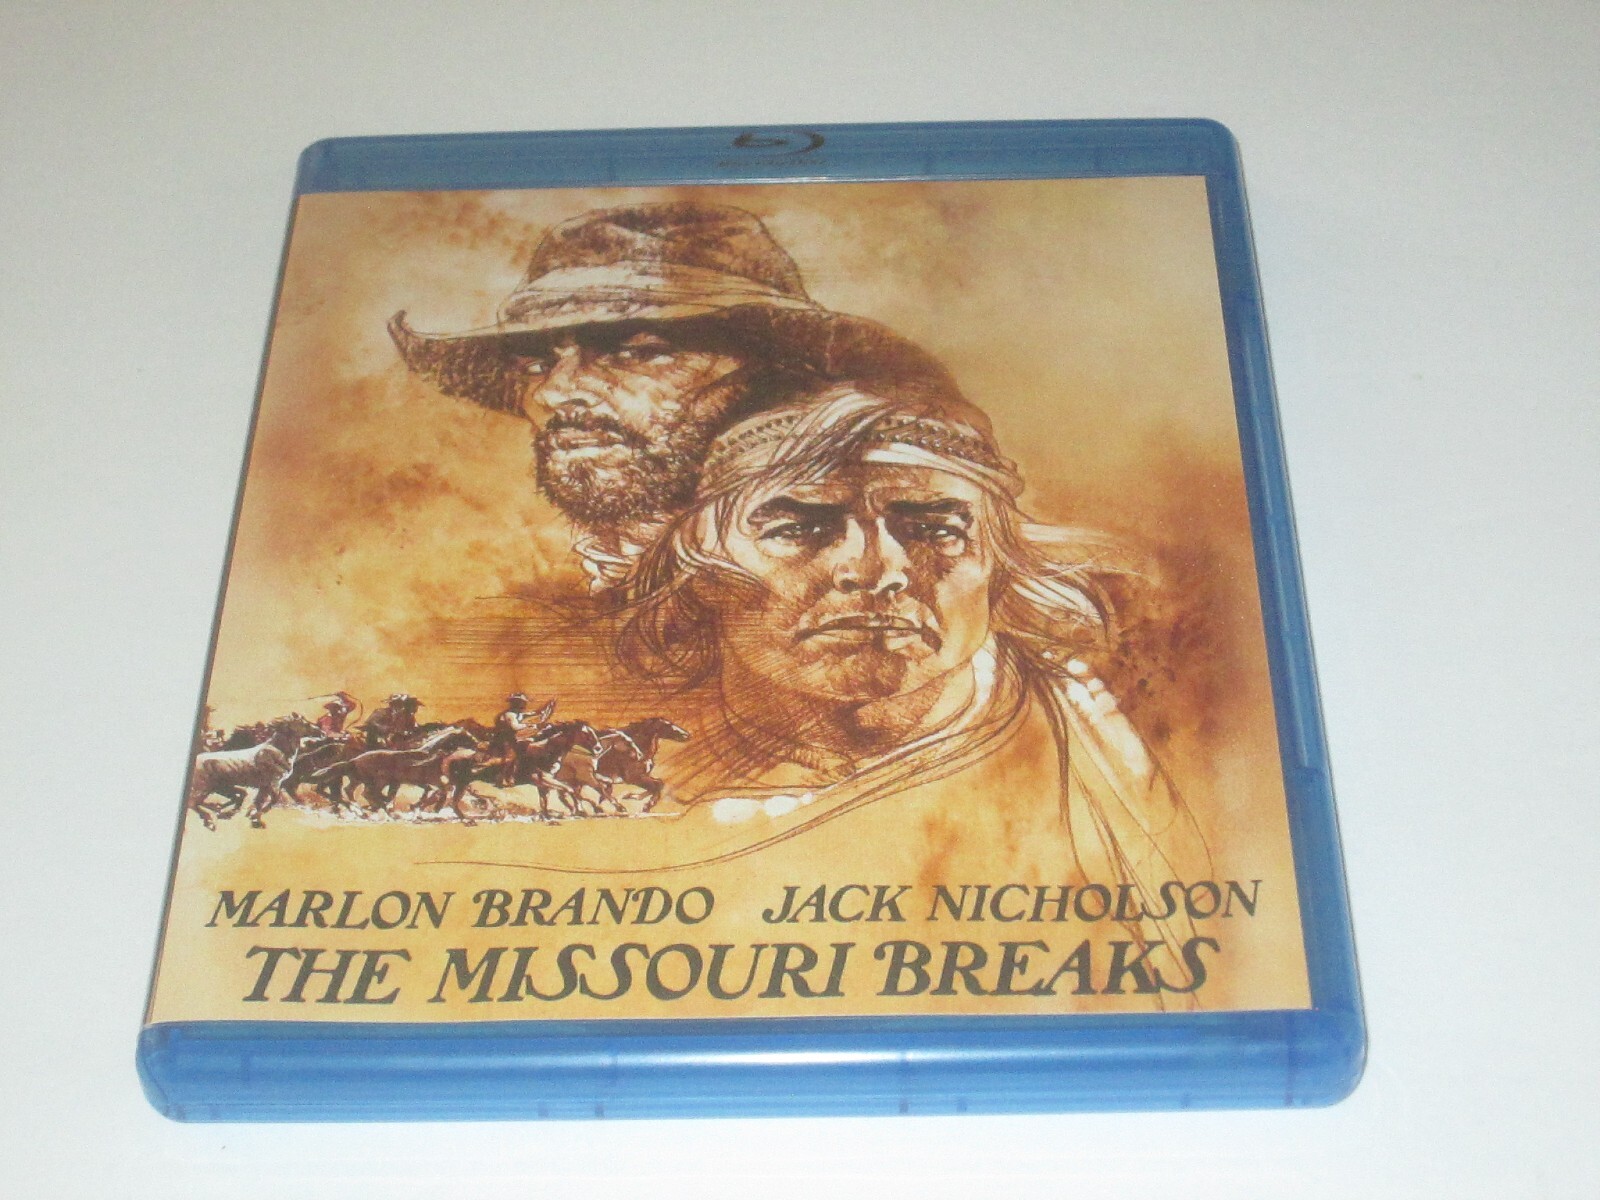 MARLON BRANDO JACK NICHOLSON
THE MISSOURI BREAKS